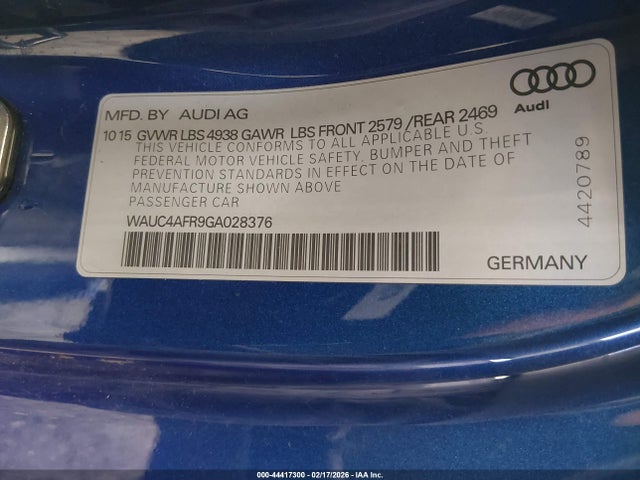 MFD. BY AUDI AG
10 15 GVWR LBS 4938 GAWR LBS FRONT 2579 /REAR 2469
THIS VEHICLE CONFORMS TO ALL APPLICABLE U.S
FEDERAL MOTOR VEHICLE SAFETY, BUMPER AND THEFT
PREVENTION STANDARDS IN EFFECT ON THE DATE OF
MANUFACTURE SHOWN ABOVE
PASSENGER CAR
WAUC4AFR9GA028376
Audi
4420789
GERMANY
000-44417300 - 02/17/2026 - IAA Inc.